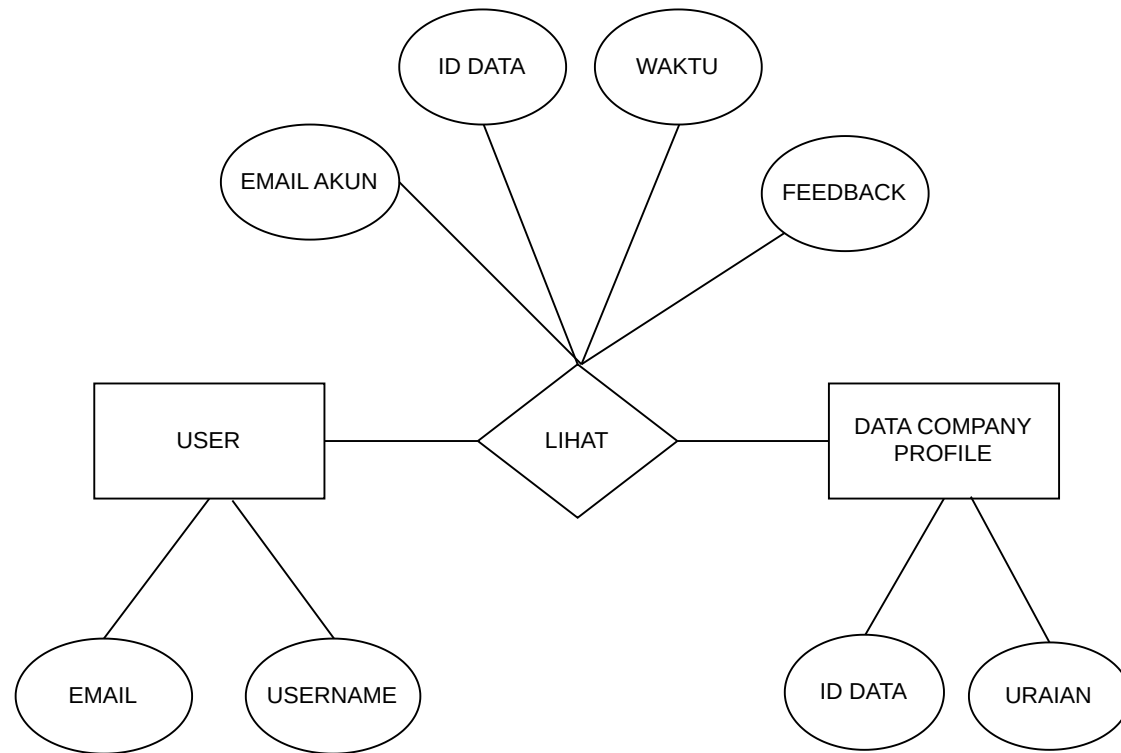 ID DATA
WAKTU
EMAIL AKUN
FEEDBACK
USER
LIHAT
DATA COMPANY
PROFILE
EMAIL
USERNAME
ID DATA
URAIAN